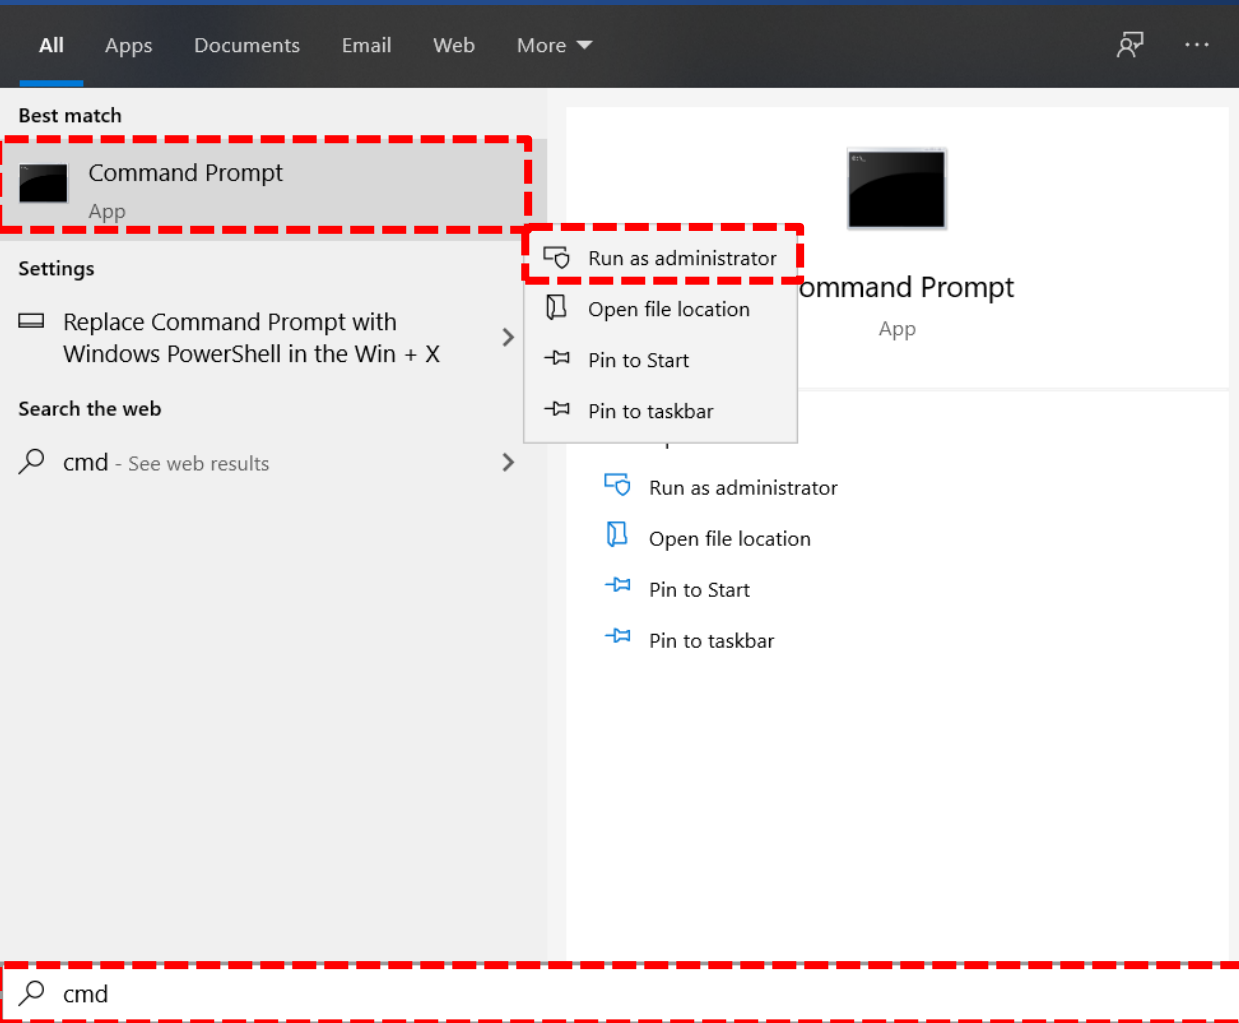 All Apps Documents Email Web More
Best match
Command Prompt
App
Settings
Replace Command Prompt with
Windows PowerShell in the Win + X
Search the web
cmd - See web results
Run as administrator
Open file location
Pin to Start
Pin to taskbar
ommand Prompt
App
Run as administrator
Open file location
Pin to Start
Pin to taskbar
cmd